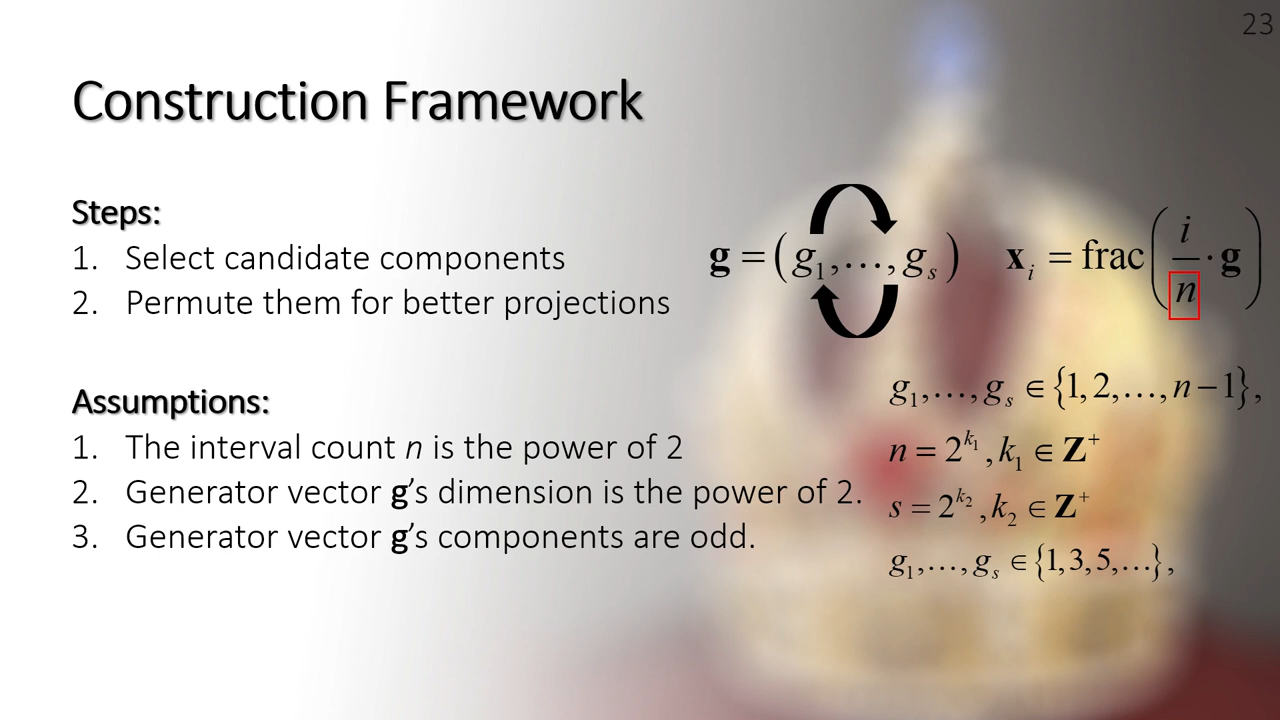 23
Construction Framework
Steps:
1. Select candidate components
2. Permute them for better projections
g = (g₁,…,gₛ) xᵢ = frac(i/n · g)
Assumptions:
1. The interval count n is the power of 2
2. Generator vector g’s dimension is the power of 2.
3. Generator vector g’s components are odd.
g₁,…,gₛ ∈ {1,2,…,n−1},
n = 2^k₁, k₁ ∈ Z⁺
s = 2^k₂, k₂ ∈ Z⁺
g₁,…,gₛ ∈ {1,3,5,…},